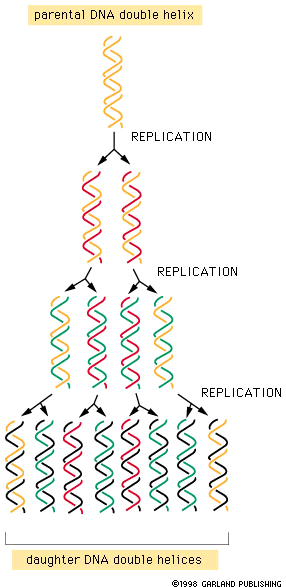 parental DNA double helix
REPLICATION
REPLICATION
REPLICATION
daughter DNA double helices
©1998 GARLAND PUBLISHING